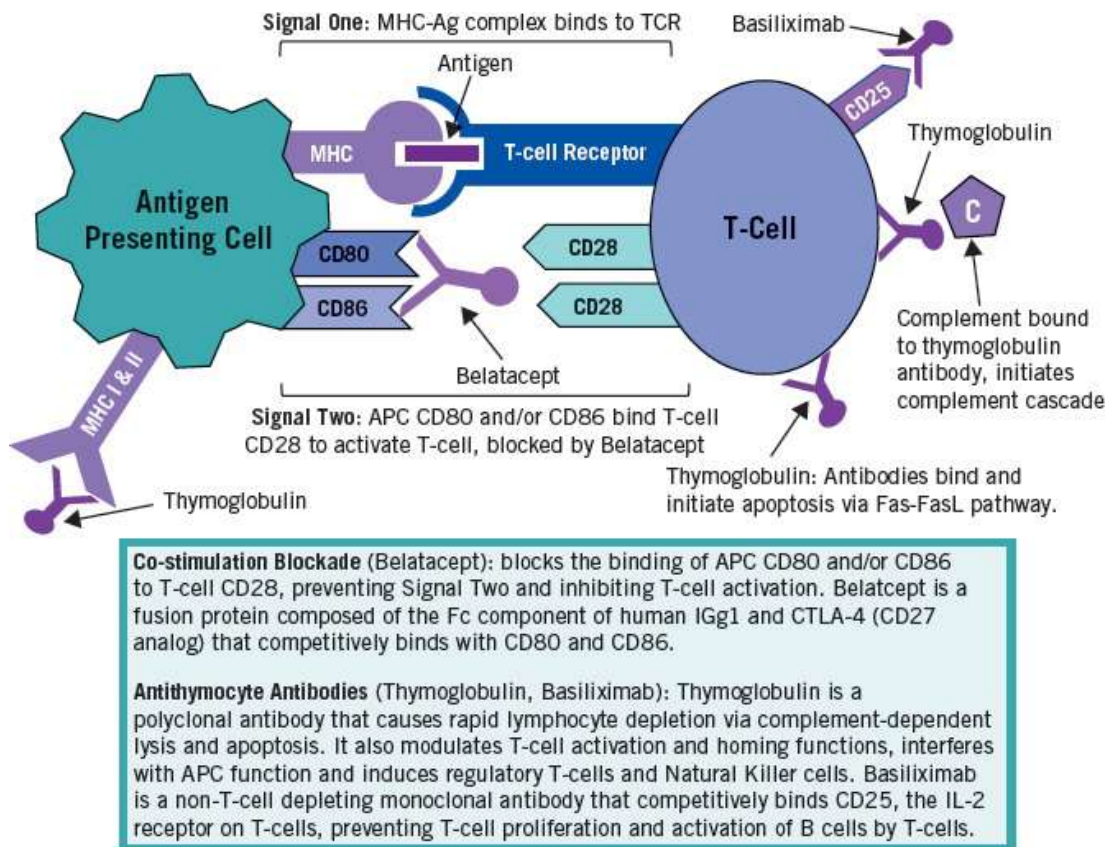 Signal One: MHC-Ag complex binds to TCR
Basiliximab
Antigen
CD25
Thymoglobulin
MHC
T-cell Receptor
Antigen
Presenting Cell
T-Cell
C
CD80
CD28
CD86
CD28
Complement bound
to thymoglobulin
antibody, initiates
complement cascade
Belatacept
MHC I & II
Signal Two: APC CD80 and/or CD86 bind T-cell
CD28 to activate T-cell, blocked by Belatacept
Thymoglobulin
Thymoglobulin: Antibodies bind and
initiate apoptosis via Fas-FasL pathway.
Co-stimulation Blockade (Belatacept): blocks the binding of APC CD80 and/or CD86
to T-cell CD28, preventing Signal Two and inhibiting T-cell activation. Belatcept is a
fusion protein composed of the Fc component of human IGg1 and CTLA-4 (CD27
analog) that competitively binds with CD80 and CD86.
Antithymocyte Antibodies (Thymoglobulin, Basiliximab): Thymoglobulin is a
polyclonal antibody that causes rapid lymphocyte depletion via complement-dependent
lysis and apoptosis. It also modulates T-cell activation and homing functions, interferes
with APC function and induces regulatory T-cells and Natural Killer cells. Basiliximab
is a non-T-cell depleting monoclonal antibody that competitively binds CD25, the IL-2
receptor on T-cells, preventing T-cell proliferation and activation of B cells by T-cells.